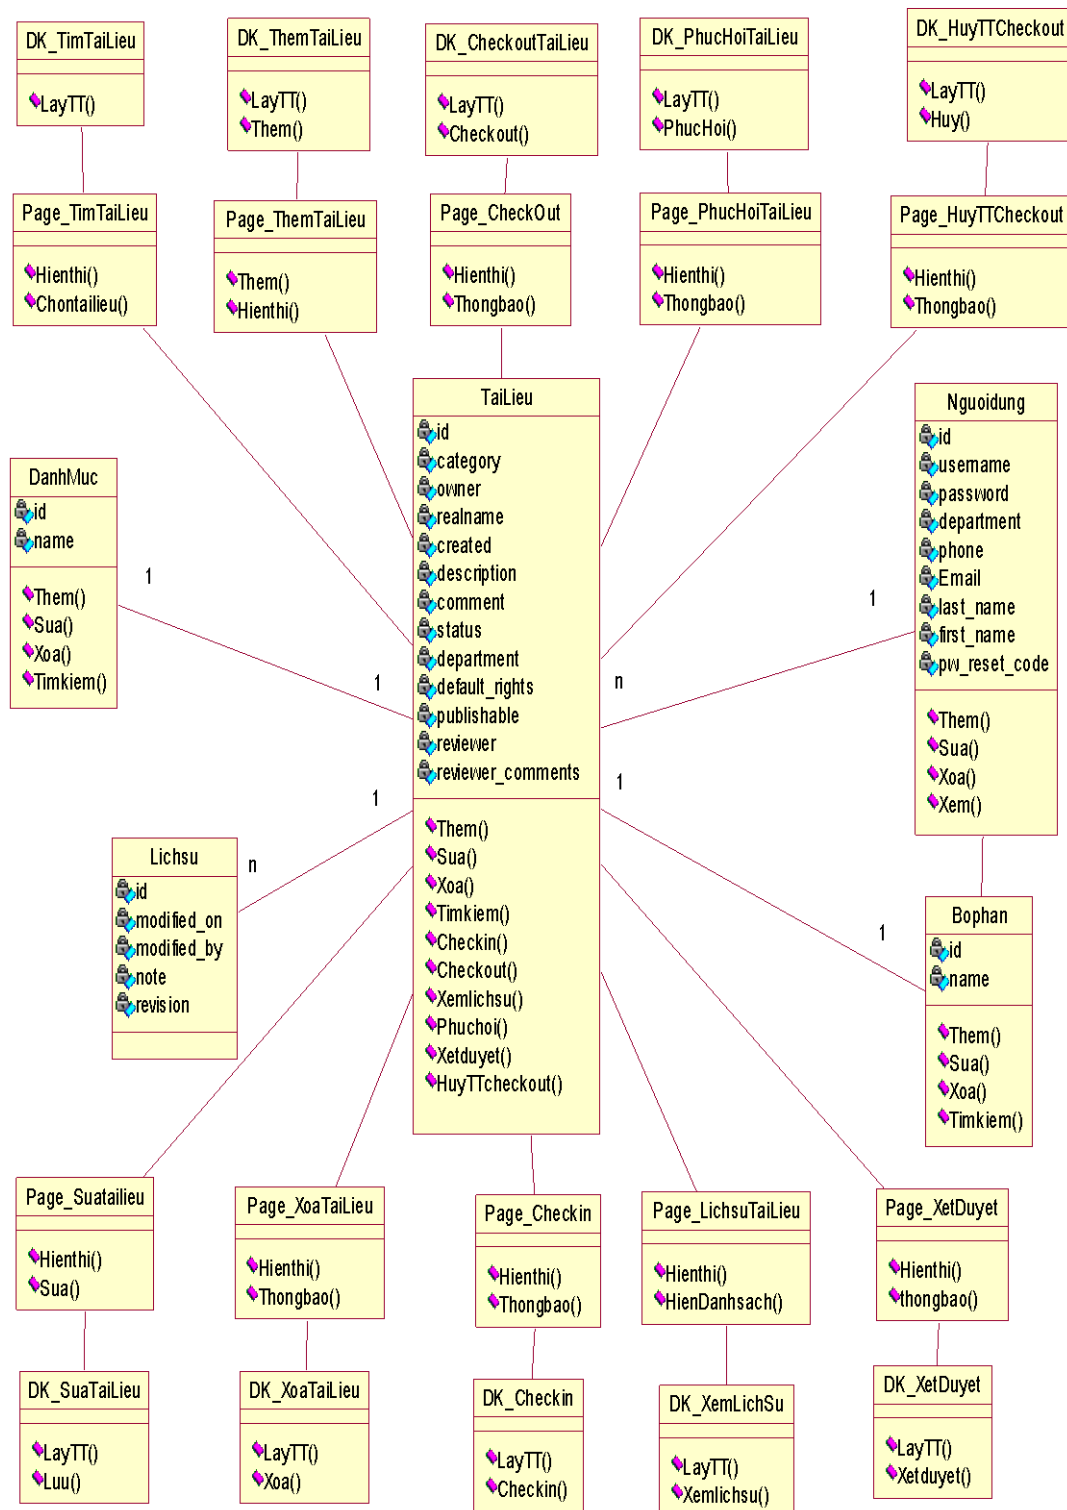 DK_TimTaiLieu
LayTT()
DK_ThemTaiLieu
LayTT()
Them()
DK_CheckoutTaiLieu
LayTT()
Checkout()
DK_PhucHoiTaiLieu
LayTT()
PhucHoi()
DK_HuyTTCheckout
LayTT()
Huy()
Page_TimTaiLieu
Hienthi()
Chontailieu()
Page_ThemTaiLieu
Them()
Hienthi()
Page_CheckOut
Hienthi()
Thongbao()
Page_PhucHoiTaiLieu
Hienthi()
Thongbao()
Page_HuyTTCheckout
Hienthi()
Thongbao()
DanhMuc
id
name
Them()
Sua()
Xoa()
Timkiem()
1
1
TaiLieu
id
category
owner
realname
created
description
comment
status
department
default_rights
publishable
reviewer
reviewer_comments
Them()
Sua()
Xoa()
Timkiem()
Checkin()
Checkout()
Xemlichsu()
Phuchoi()
Xetduyet()
HuyTTcheckout()
1
n
Nguoidung
id
username
password
department
phone
Email
last_name
first_name
pw_reset_code
Them()
Sua()
Xoa()
Xem()
1
n
Lichsu
id
modified_on
modified_by
note
revision
1
1
Bophan
id
name
Them()
Sua()
Xoa()
Timkiem()
Page_Suatailieu
Hienthi()
Sua()
Page_XoaTaiLieu
Hienthi()
Thongbao()
Page_Checkin
Hienthi()
Thongbao()
Page_LichsuTaiLieu
Hienthi()
HienDanhsach()
Page_XetDuyet
Hienthi()
thongbao()
DK_SuaTaiLieu
LayTT()
Luu()
DK_XoaTaiLieu
LayTT()
Xoa()
DK_Checkin
LayTT()
Checkin()
DK_XemLichSu
LayTT()
Xemlichsu()
DK_XetDuyet
LayTT()
Xetduyet()